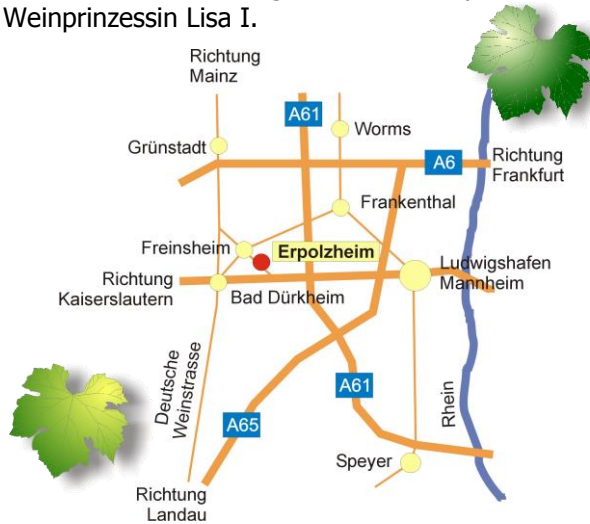 Weinprinzessin Lisa I.
Richtung
Mainz
A61
Worms
Grünstadt
A6
Richtung
Frankfurt
Frankenthal
Freinsheim
Erpolzheim
Ludwigshafen
Mannheim
Richtung
Kaiserslautern
Bad Dürkheim
Deutsche
Weinstrasse
A61
Rhein
A65
Speyer
Richtung
Landau